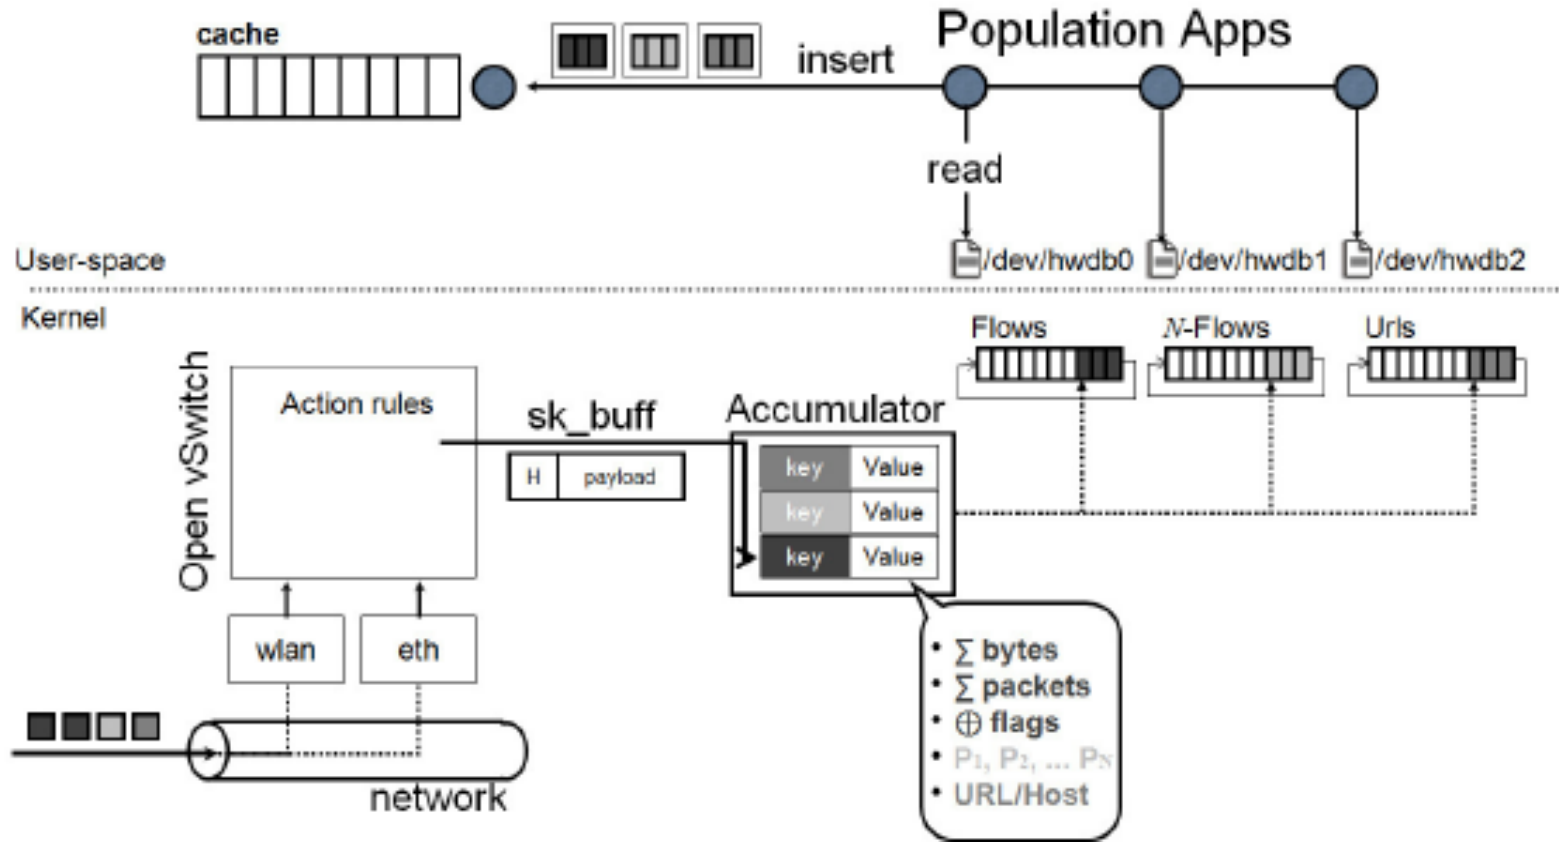 cache
insert
Population Apps
read
User-space
/dev/hwdb0
/dev/hwdb1
/dev/hwdb2
Kernel
Flows
N-Flows
Urls
Open vSwitch
Action rules
sk_buff
H
payload
Accumulator
key
Value
key
Value
key
Value
wlan
eth
network
• ∑ bytes
• ∑ packets
• ⊕ flags
• P₁, P₂, ... Pₙ
• URL/Host